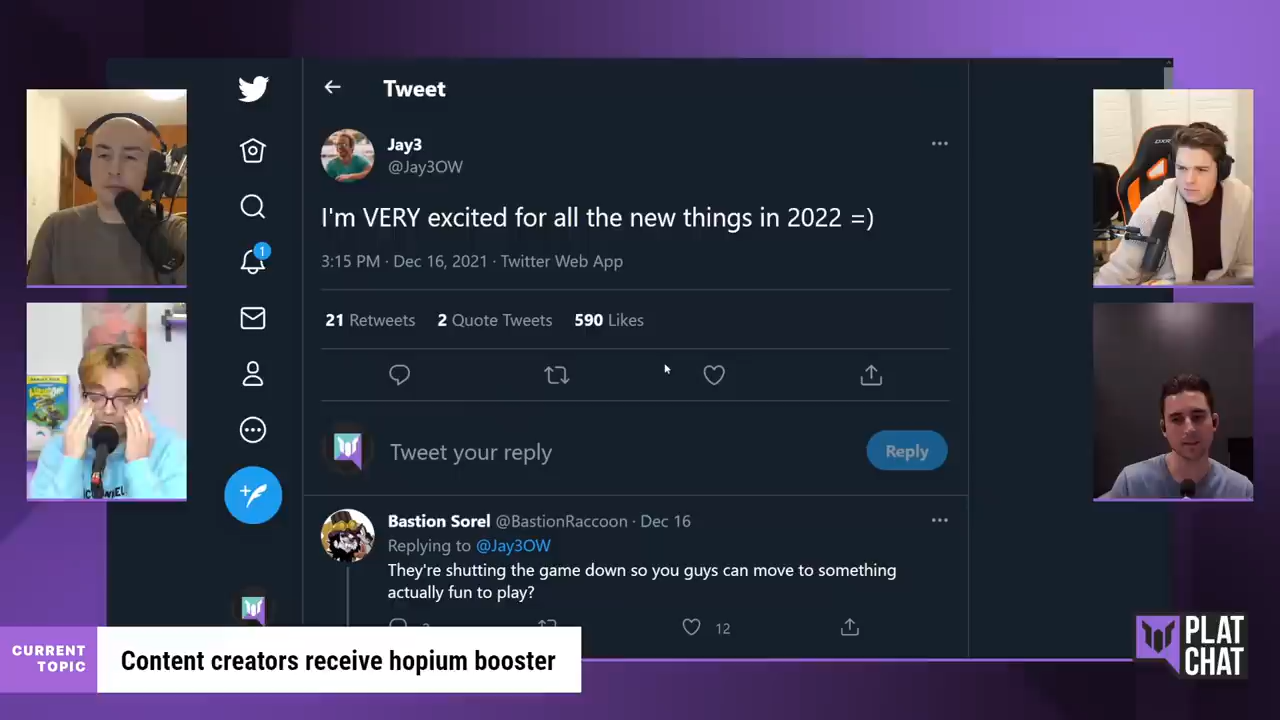 Tweet
Jay3
@Jay3OW
I'm VERY excited for all the new things in 2022 =)
3:15 PM · Dec 16, 2021 · Twitter Web App
21 Retweets 2 Quote Tweets 590 Likes
Tweet your reply
Reply
1
Bastion Sorel @BastionRaccoon · Dec 16
Replying to @Jay3OW
They're shutting the game down so you guys can move to something
actually fun to play?
12
CURRENT
TOPIC
Content creators receive hopium booster
PLAT
CHAT